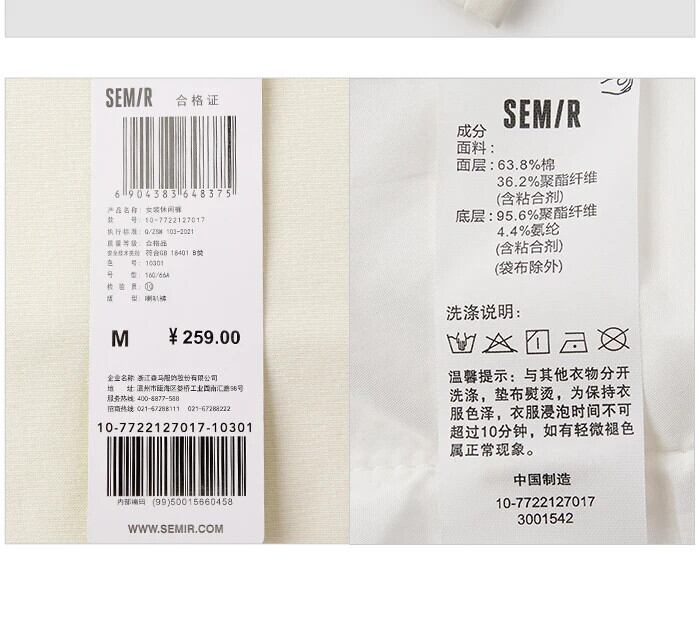 SEM/R 合格证
6 904383 648375
产品名称: 女装休闲裤
款 号: 10-7722127017
执行标准: Q/ZSM 103-2021
质量等级: 合格品
安全技术类别: 符合GB 18401 B类
色 号: 10301
号 型: 160/66A
检 验 员: ⑩
版 型: 喇叭裤
M ¥ 259.00
企业名称: 浙江森马服饰股份有限公司
地 址: 温州市瓯海区娄桥工业园南汇路98号
服务热线: 400-8877-588
招商热线: 021-67288111 021-67288222
10-7722127017-10301
内部编码 (99)50015660458
WWW.SEMIR.COM
SEM/R
成分
面料:
面层: 63.8%棉
36.2%聚酯纤维
(含粘合剂)
底层: 95.6%聚酯纤维
4.4%氨纶
(含粘合剂)
(袋布除外)
洗涤说明:
温馨提示: 与其他衣物分开
洗涤, 垫布熨烫, 为保持衣
服色泽, 衣服浸泡时间不可
超过10分钟, 如有轻微褪色
属正常现象。
中国制造
10-7722127017
3001542